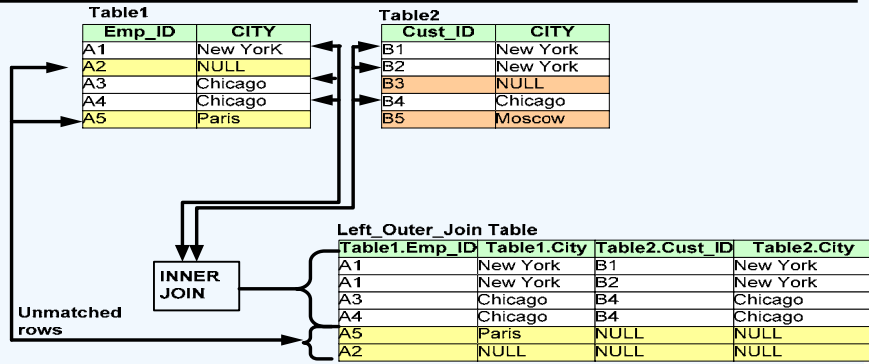 Table1
Emp_ID CITY
A1 New YorK
A2 NULL
A3 Chicago
A4 Chicago
A5 Paris
Table2
Cust_ID CITY
B1 New York
B2 New York
B3 NULL
B4 Chicago
B5 Moscow
INNER
JOIN
Unmatched
rows
Left_Outer_Join Table
Table1.Emp_ID Table1.City Table2.Cust_ID Table2.City
A1 New York B1 New York
A1 New York B2 New York
A3 Chicago B4 Chicago
A4 Chicago B4 Chicago
A5 Paris NULL NULL
A2 NULL NULL NULL